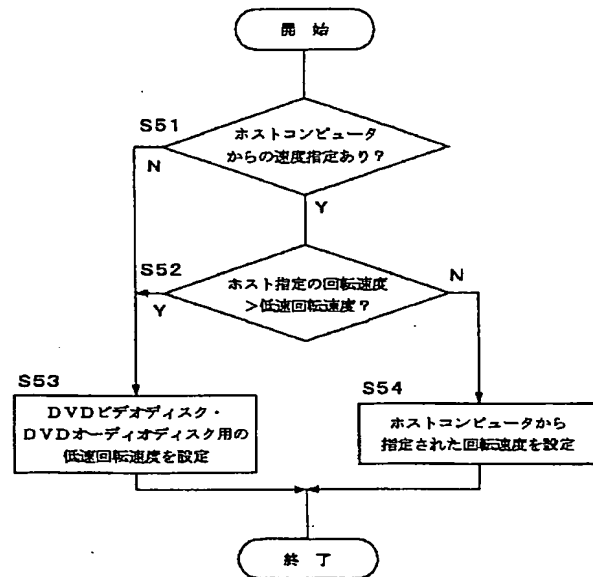 開 始
S51
ホストコンピュータ
からの速度指定あり？
N
Y
S52
ホスト指定の回転速度
＞低速回転速度？
N
Y
S53
DVDビデオディスク・
DVDオーディオディスク用の
低速回転速度を設定
S54
ホストコンピュータから
指定された回転速度を設定
終 了